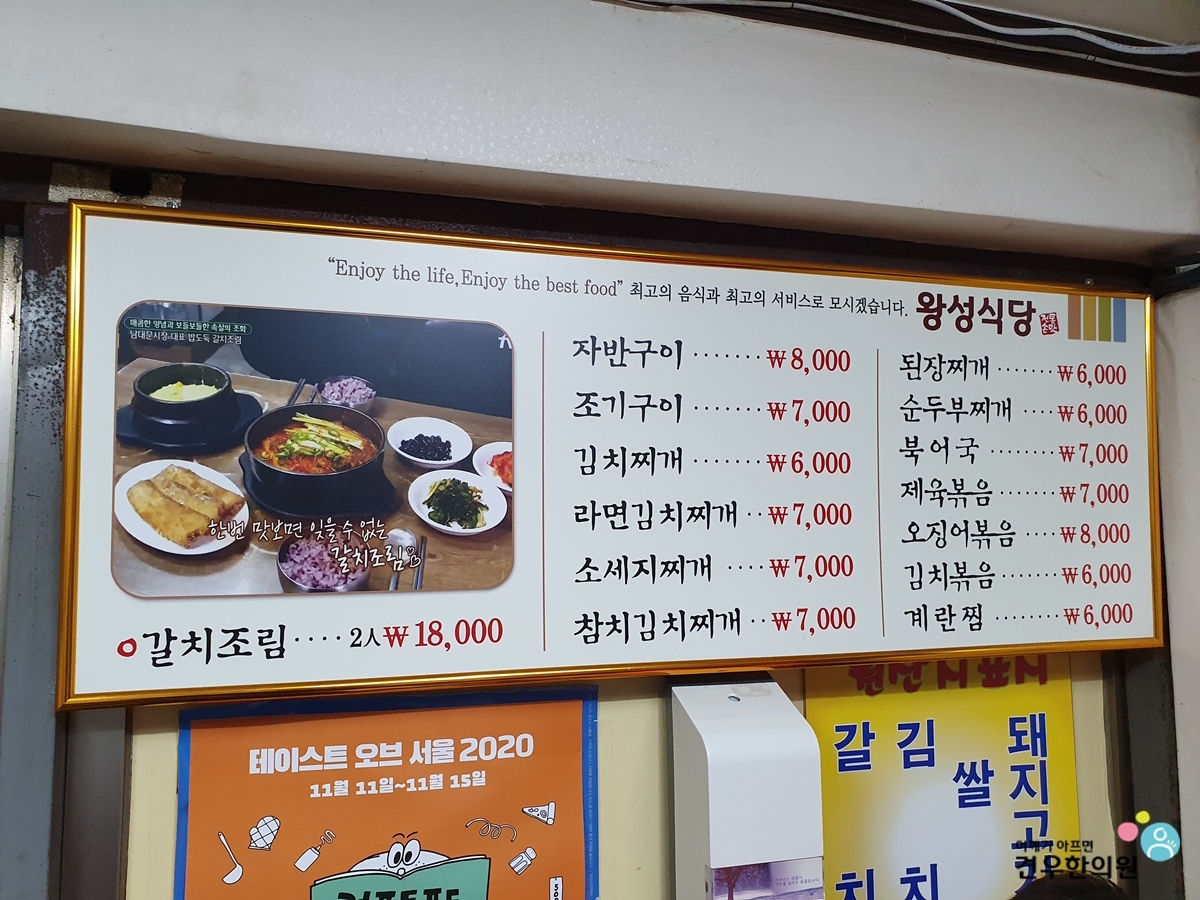 “Enjoy the life, Enjoy the best food” 최고의 음식과 최고의 서비스로 모시겠습니다. 왕성식당
매콤한 양념과 보들보들한 속살의 조화
남대문시장 대표 밥도둑 갈치조림
한번 맛보면 잊을 수 없는
갈치조림
갈치조림 ···· 2人 ₩18,000
자반구이 ······· ₩8,000
조기구이 ······· ₩7,000
김치찌개 ······· ₩6,000
라면김치찌개 ·· ₩7,000
소세지찌개 ···· ₩7,000
참치김치찌개 ·· ₩7,000
된장찌개 ······· ₩6,000
순두부찌개 ···· ₩6,000
북어국 ······· ₩7,000
제육볶음 ······· ₩7,000
오징어볶음 ···· ₩8,000
김치볶음 ······· ₩6,000
계란찜 ······· ₩6,000
테이스트 오브 서울 2020
11월 11일~11월 15일
원산지표시
갈치
김치
쌀
돼지고
어깨가 아프면
견우한의원